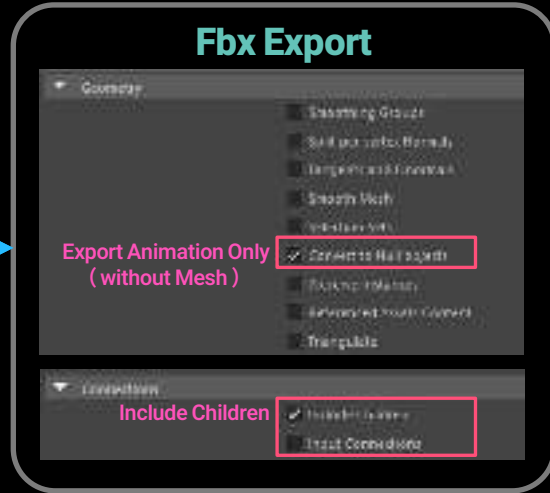 Fbx Export
Geometry
Smoothing Groups
Split per-vertex Normals
Tangents and Binormals
Smooth Mesh
Selection Sets
Export Animation Only
( without Mesh )
Convert to Null objects
Preserve Instances
Referenced Assets Content
Triangulate
Connections
Include Children
Include Children
Input Connections